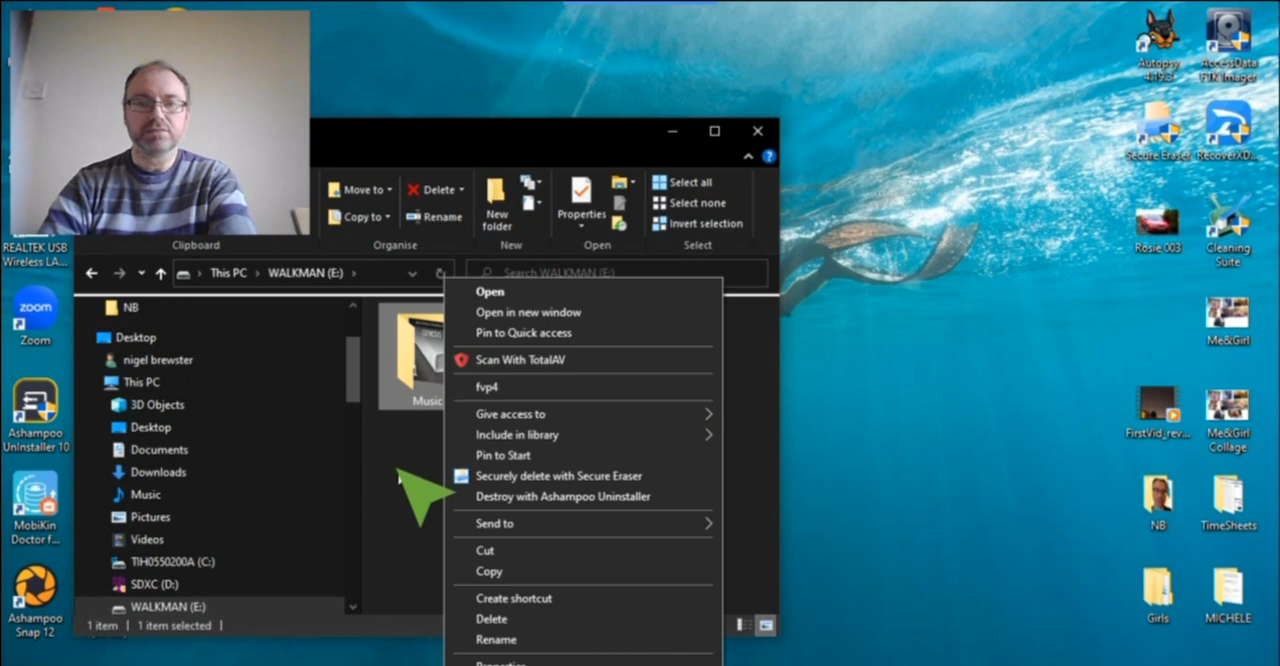 Move to
Copy to
Delete
Rename
New
folder
Properties
Select all
Select none
Invert selection
Clipboard
Organise
New
Open
Select
This PC
WALKMAN (E:)
Search WALKMAN (E:)
NB
Desktop
nigel brewster
This PC
3D Objects
Desktop
Documents
Downloads
Music
Pictures
Videos
TIH0550200A (C:)
SDXC (D:)
WALKMAN (E:)
1 item
1 item selected
Music
Open
Open in new window
Pin to Quick access
Scan With TotalAV
fvp4
Give access to
Include in library
Pin to Start
Securely delete with Secure Eraser
Destroy with Ashampoo Uninstaller
Send to
Cut
Copy
Create shortcut
Delete
Rename
Properties
REALTEK USB
Wireless LA...
zoom
Zoom
Ashampoo
UnInstaller 10
MobiKin
Doctor f...
Ashampoo
Snap 12
Autopsy
4.19.3
AccessData
FTK Imager
Secure Eraser
RecoverXD...
Rosie 003
Cleaning
Suite
Me&Girl
FirstVid_rev...
Me&Girl
Collage
NB
TimeSheets
Girls
MICHELE